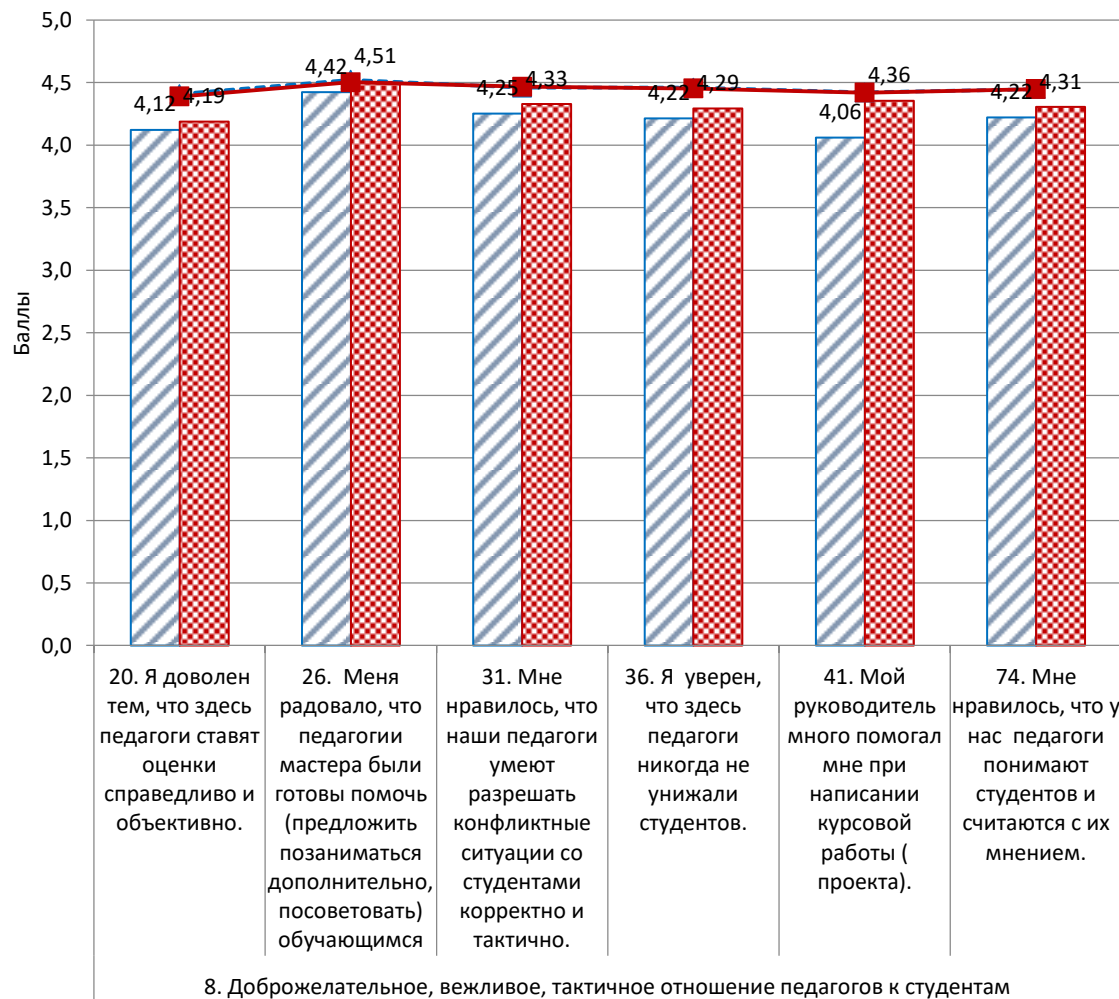 5,0
4,5
4,0
3,5
3,0
2,5
2,0
1,5
1,0
0,5
0,0
Баллы
4,12
4,19
4,42
4,51
4,25
4,33
4,22
4,29
4,06
4,36
4,22
4,31
20. Я доволен
тем, что здесь
педагоги ставят
оценки
справедливо и
объективно.
26. Меня
радовало, что
педагогии
мастера были
готовы помочь
(предложить
позаниматься
дополнительно,
посоветовать)
обучающимся
31. Мне
нравилось, что
наши педагоги
умеют
разрешать
конфликтные
ситуации со
студентами
корректно и
тактично.
36. Я уверен,
что здесь
педагоги
никогда не
унижали
студентов.
41. Мой
руководитель
много помогал
мне при
написании
курсовой
работы (
проекта).
74. Мне
нравилось, что у
нас педагоги
понимают
студентов и
считаются с их
мнением.
8. Доброжелательное, вежливое, тактичное отношение педагогов к студентам